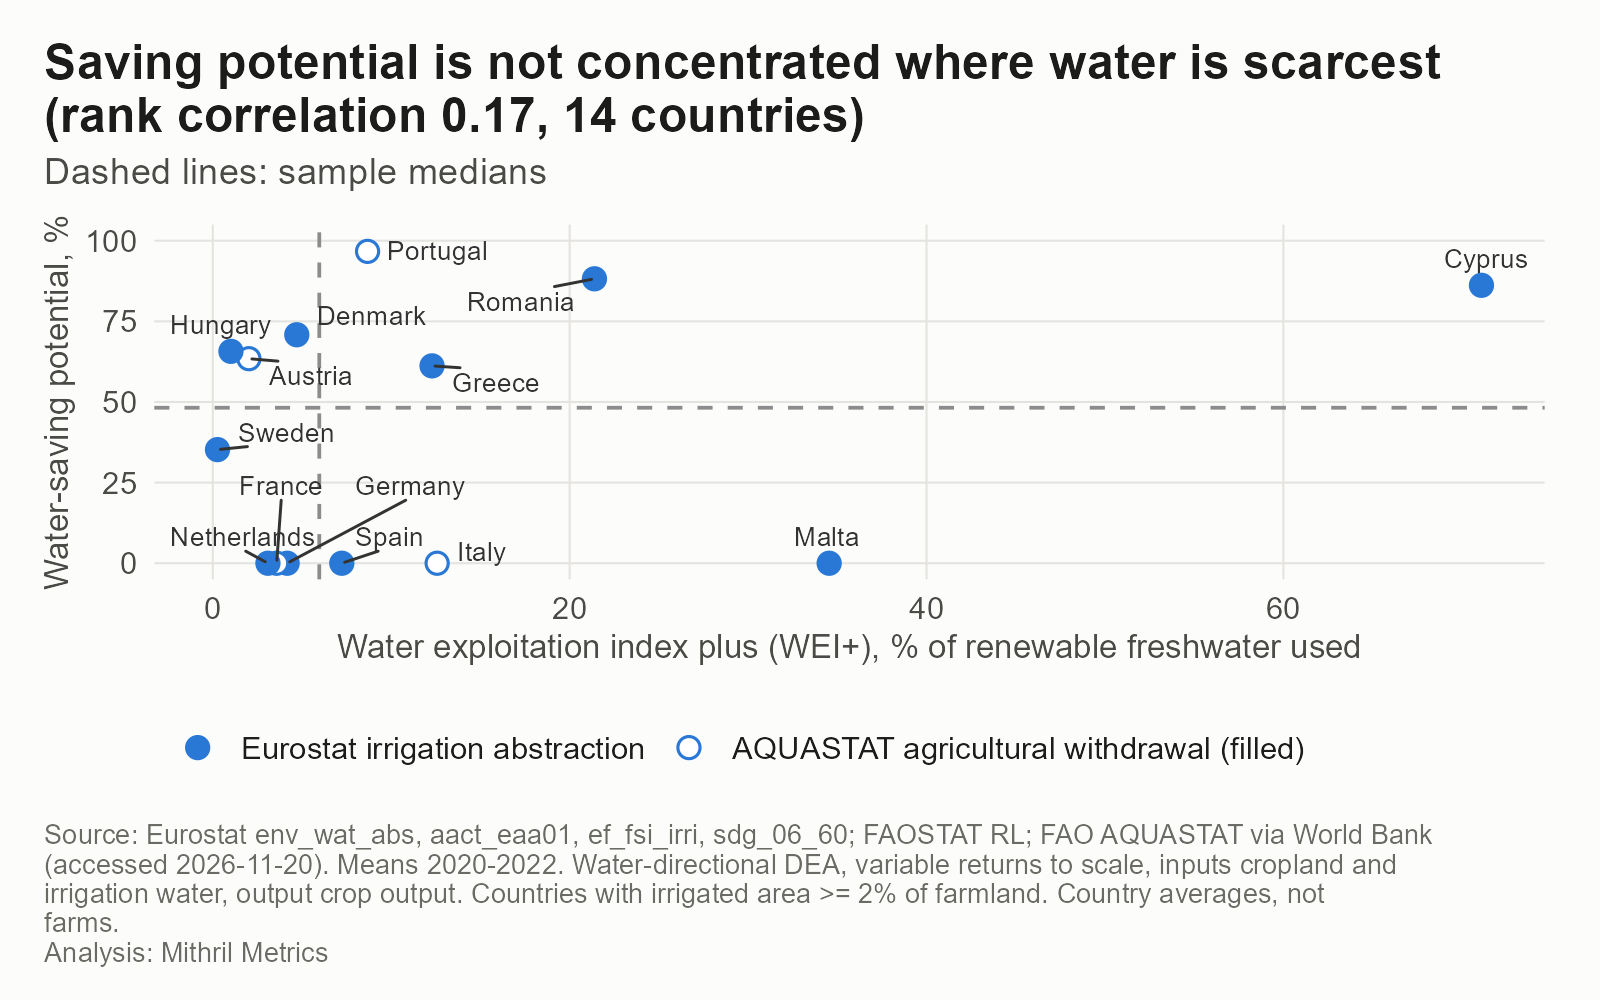 Saving potential is not concentrated where water is scarcest
(rank correlation 0.17, 14 countries)
Dashed lines: sample medians
Water-saving potential, %
100
75
50
25
0
Portugal
Cyprus
Romania
Denmark
Hungary
Austria
Greece
Sweden
France
Germany
Netherlands
Spain
Italy
Malta
0
20
40
60
Water exploitation index plus (WEI+), % of renewable freshwater used
Eurostat irrigation abstraction
AQUASTAT agricultural withdrawal (filled)
Source: Eurostat env_wat_abs, aact_eaa01, ef_fsi_irri, sdg_06_60; FAOSTAT RL; FAO AQUASTAT via World Bank
(accessed 2026-11-20). Means 2020-2022. Water-directional DEA, variable returns to scale, inputs cropland and
irrigation water, output crop output. Countries with irrigated area >= 2% of farmland. Country averages, not
farms.
Analysis: Mithril Metrics